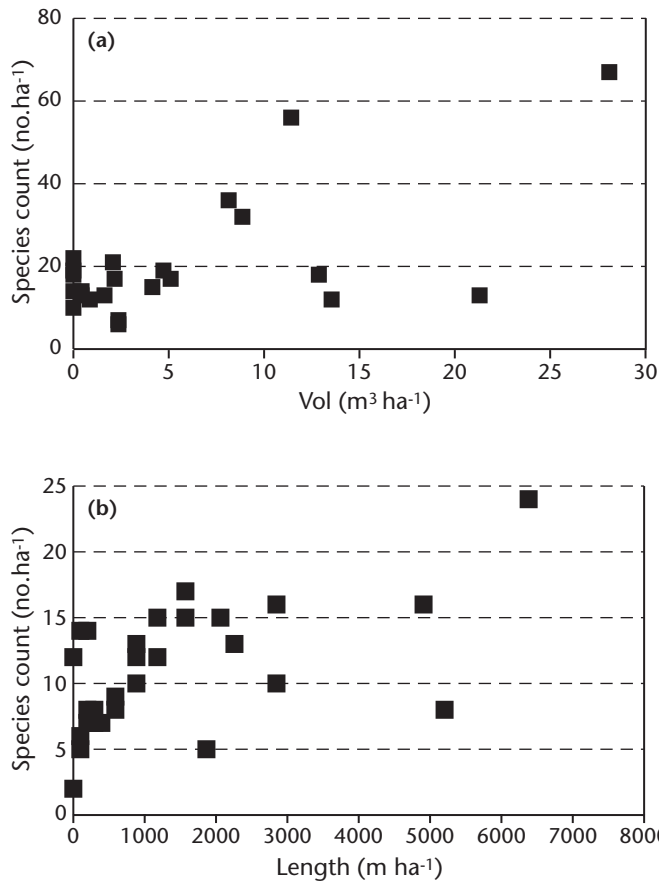 (a)
Species count (no.ha-1)
80
60
40
20
0
0 5 10 15 20 25 30
Vol (m3 ha-1)
(b)
Species count (no.ha-1)
25
20
15
10
5
0
0 1000 2000 3000 4000 5000 6000 7000 8000
Length (m ha-1)